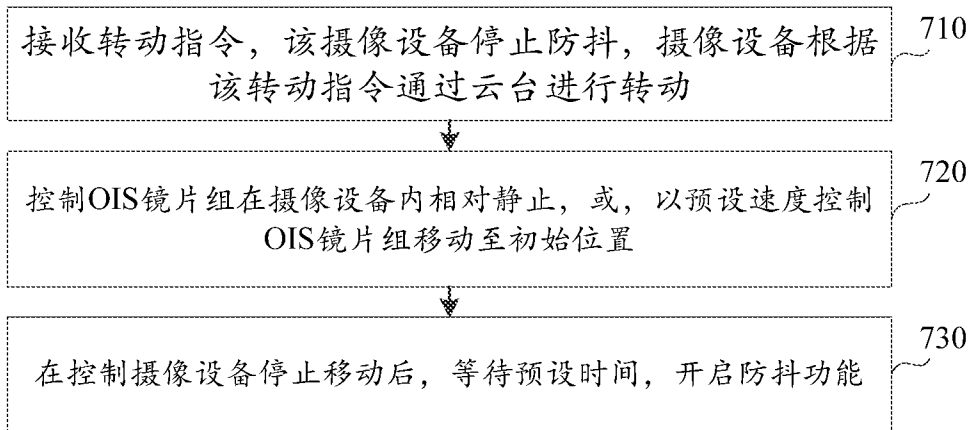 接收转动指令，该摄像设备停止防抖，摄像设备根据
该转动指令通过云台进行转动
710
控制OIS镜片组在摄像设备内相对静止，或，以预设速度控制
OIS镜片组移动至初始位置
720
在控制摄像设备停止移动后，等待预设时间，开启防抖功能
730